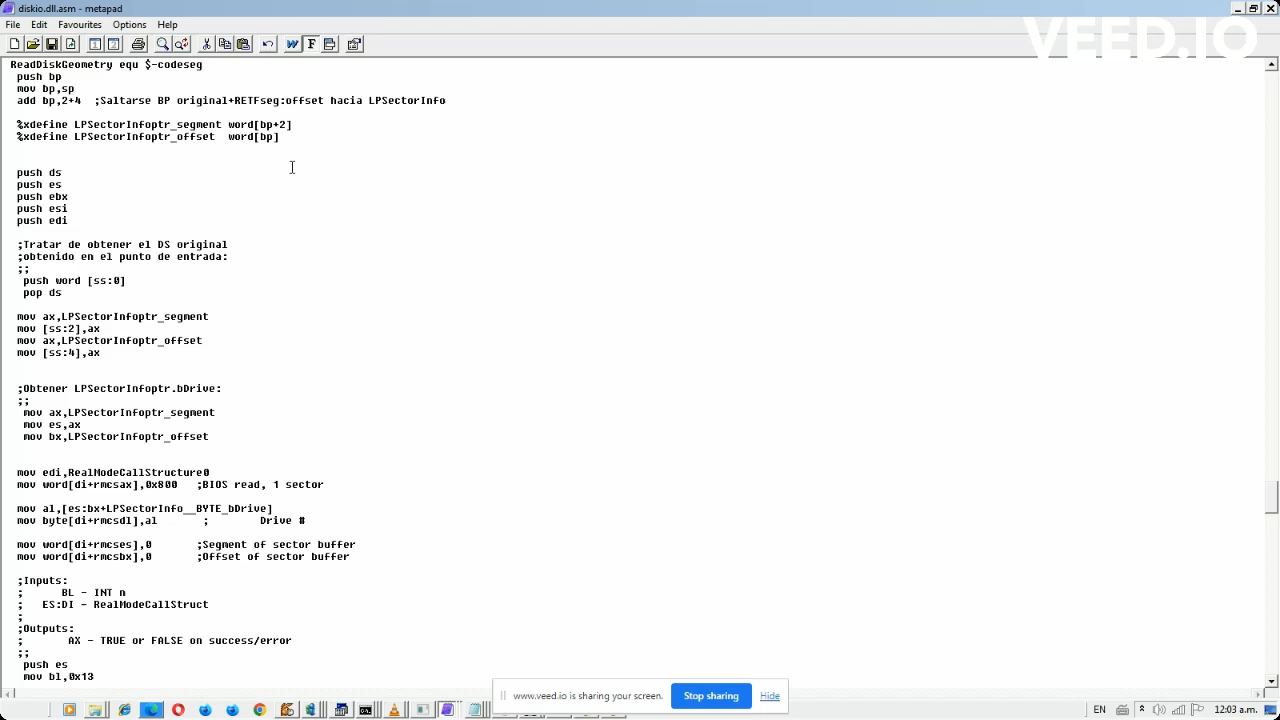 diskio.dll.asm - metapad
File Edit Favourites Options Help
VEED.IO
ReadDiskGeometry equ $-codeseg
push bp
mov bp,sp
add bp,2+4 ;Saltarse BP original+RETFseg:offset hacia LPSectorInfo
%xdefine LPSectorInfoptr_segment word[bp+2]
%xdefine LPSectorInfoptr_offset word[bp]
push ds
push es
push ebx
push esi
push edi
;Tratar de obtener el DS original
;obtenido en el punto de entrada:
;;
push word [ss:0]
pop ds
mov ax,LPSectorInfoptr_segment
mov [ss:2],ax
mov ax,LPSectorInfoptr_offset
mov [ss:4],ax
;Obtener LPSectorInfoptr.bDrive:
;;
mov ax,LPSectorInfoptr_segment
mov es,ax
mov bx,LPSectorInfoptr_offset
mov edi,RealModeCallStructure0
mov word[di+rmcsax],0x800 ;BIOS read, 1 sector
mov al,[es:bx+LPSectorInfo__BYTE_bDrive]
mov byte[di+rmcsdl],al ; Drive #
mov word[di+rmcses],0 ;Segment of sector buffer
mov word[di+rmcsbx],0 ;Offset of sector buffer
;Inputs:
; BL - INT n
; ES:DI - RealModeCallStruct
;
;Outputs:
; AX - TRUE or FALSE on success/error
;;
push es
mov bl,0x13
www.veed.io is sharing your screen. Stop sharing Hide
EN 12:03 a.m.